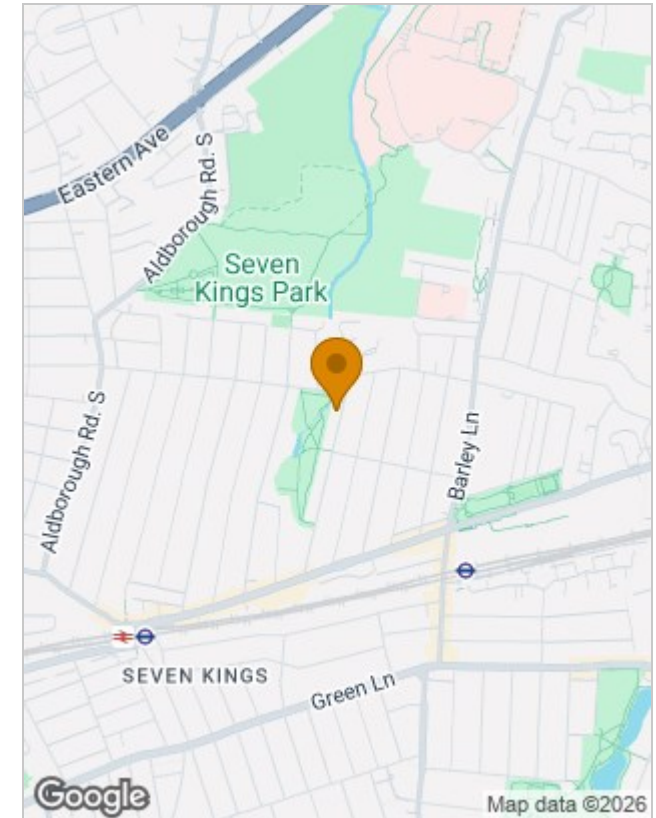 Eastern Ave
Aldborough Rd. S
Seven
Kings Park
Aldborough Rd. S
Barley Ln
SEVEN KINGS
Green Ln
Google
Map data ©2026